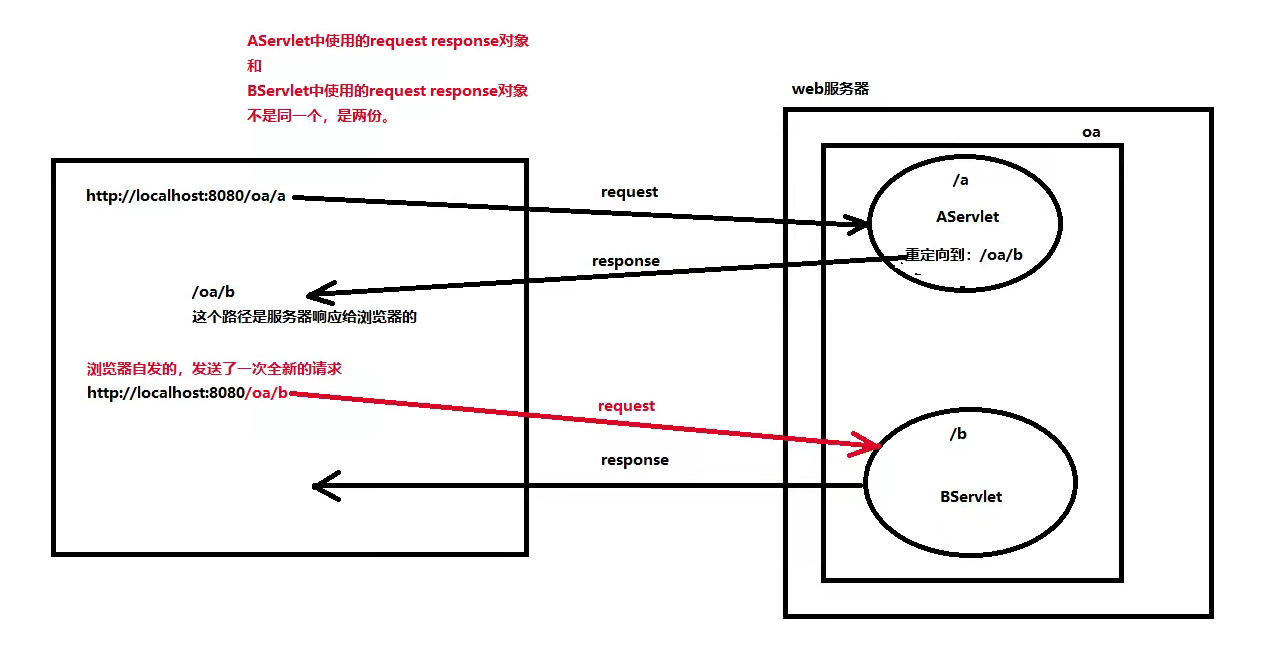 AServlet中使用的request response对象
和
BServlet中使用的request response对象
不是同一个，是两份。
web服务器
oa
http://localhost:8080/oa/a
request
/a
AServlet
重定向到：/oa/b
response
/oa/b
这个路径是服务器响应给浏览器的
浏览器自发的，发送了一次全新的请求
http://localhost:8080/oa/b
request
/b
response
BServlet